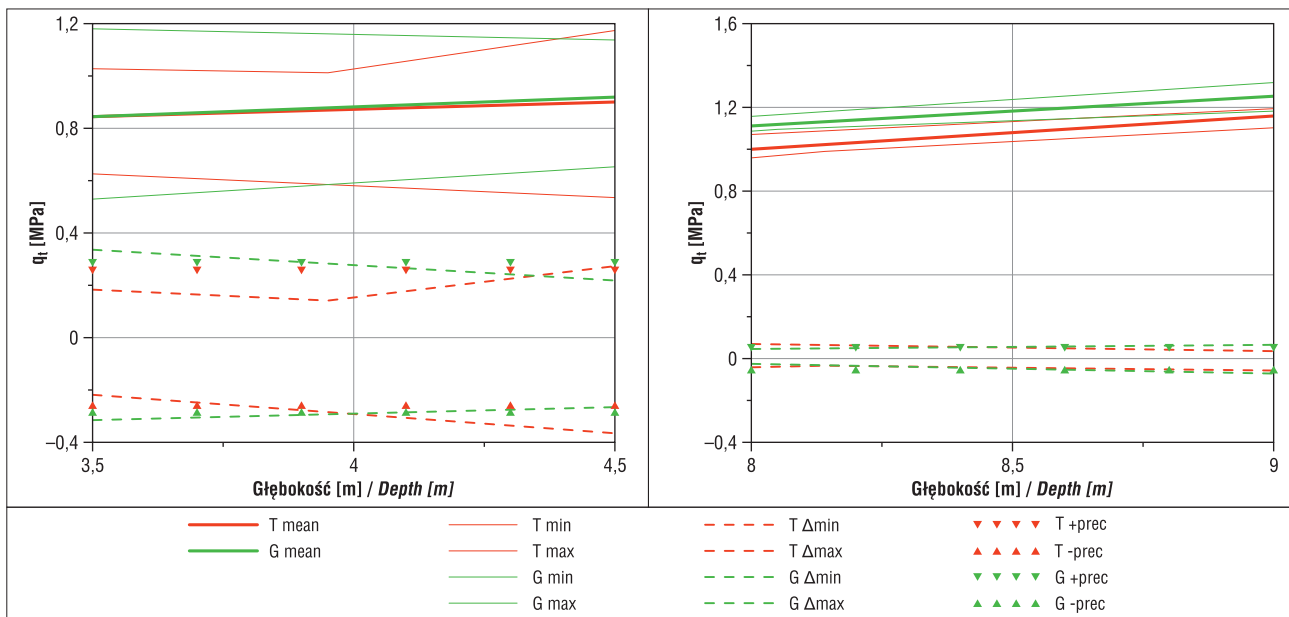 1,2
0,8
0,4
0
–0,4
qt [MPa]
3,5
4
4,5
Głębokość [m] / Depth [m]
1,6
1,2
0,8
0,4
0
–0,4
qt [MPa]
8
8,5
9
Głębokość [m] / Depth [m]
T mean
G mean
T min
T max
G min
G max
T Δmin
T Δmax
G Δmin
G Δmax
T +prec
T -prec
G +prec
G -prec